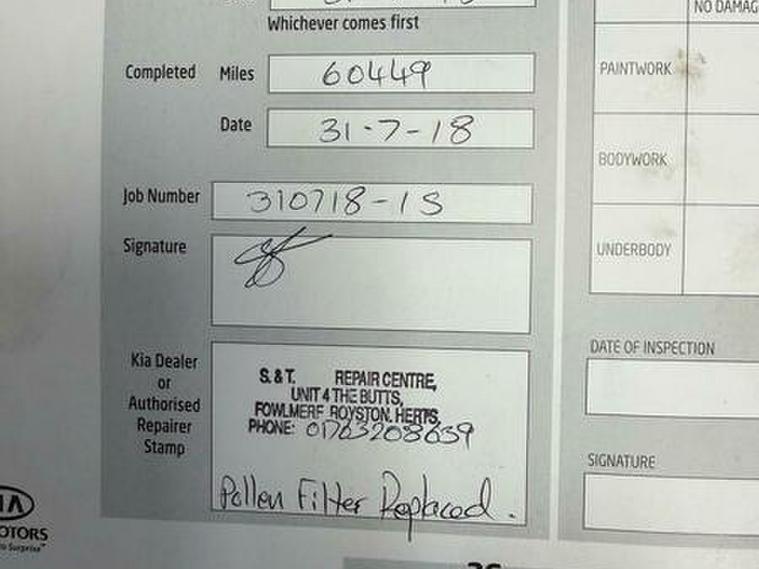 Whichever comes first
Completed Miles 60449
Date 31-7-18
Job Number 310718-1S
Signature
Kia Dealer
or
Authorised
Repairer
Stamp
S. & T. REPAIR CENTRE,
UNIT 4 THE BUTTS,
FOWLMERE, ROYSTON, HERTS,
PHONE: 01763208639
Pollen Filter Replaced.
NO DAMAG
PAINTWORK
BODYWORK
UNDERBODY
DATE OF INSPECTION
SIGNATURE
KIA
MOTORS